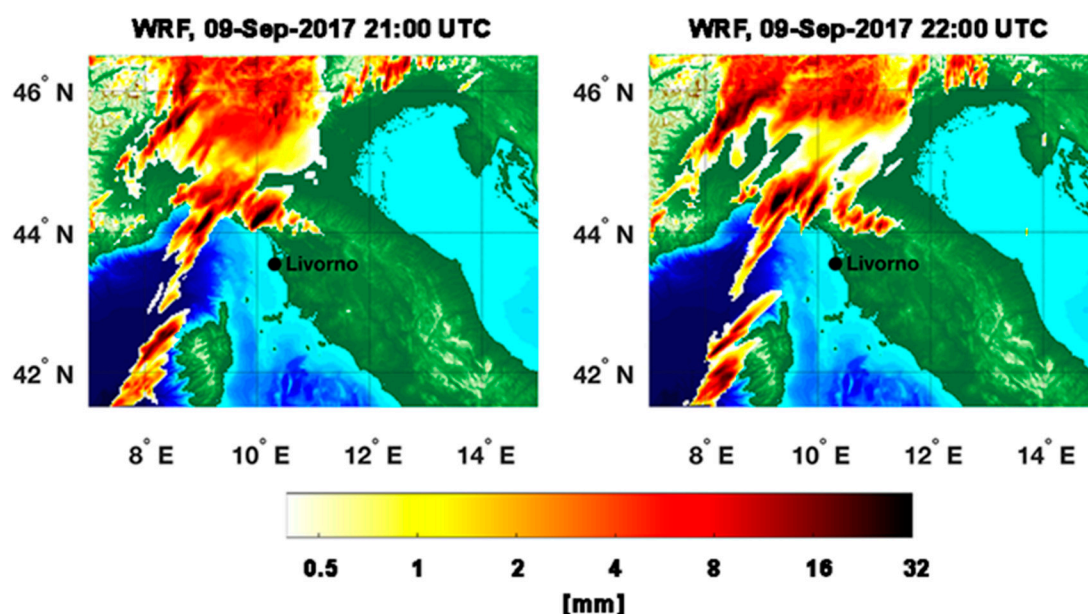 WRF, 09-Sep-2017 21:00 UTC WRF, 09-Sep-2017 22:00 UTC
46° N 46° N
44° N 44° N
Livorno Livorno
42° N 42° N
8° E 10° E 12° E 14° E 8° E 10° E 12° E 14° E
0.5 1 2 4 8 16 32
[mm]